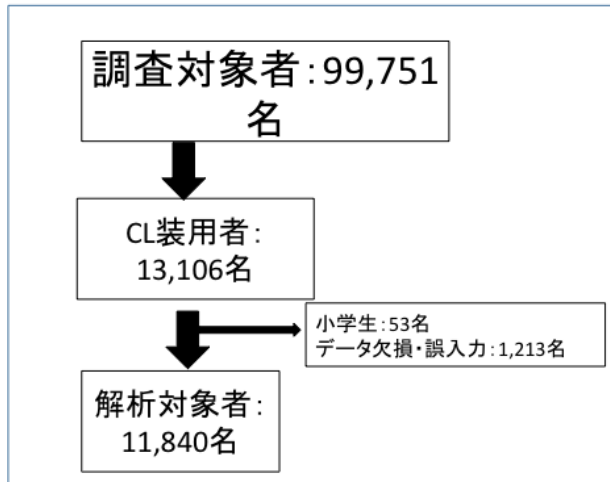 調査対象者：99,751
名
CL装用者：
13,106名
小学生：53名
データ欠損・誤入力：1,213名
解析対象者：
11,840名